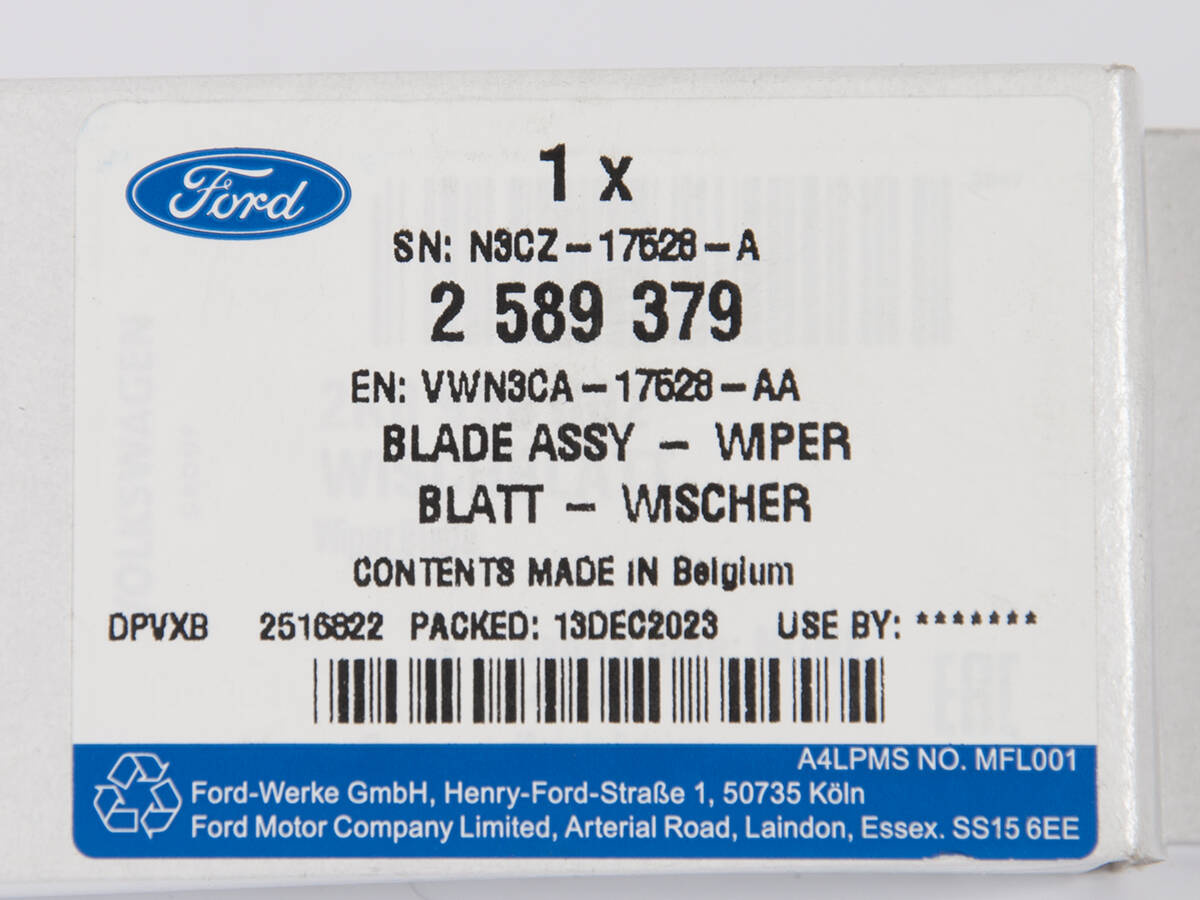 Ford
1 x
SN: N3CZ-17528-A
2 589 379
EN: VWN3CA-17528-AA
BLADE ASSY - WIPER
BLATT - WISCHER
CONTENTS MADE IN Belgium
DPVXB 2516822 PACKED: 13DEC2023 USE BY: *******
A4LPMS NO. MFL001
Ford-Werke GmbH, Henry-Ford-Straße 1, 50735 Köln
Ford Motor Company Limited, Arterial Road, Laindon, Essex. SS15 6EE
VOLKSWAGEN